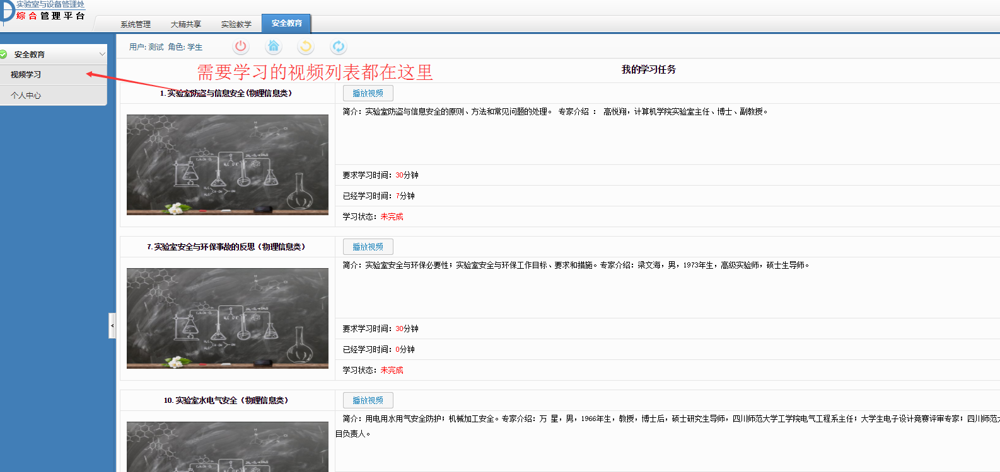 实验室与设备管理处
综合管理平台
系统管理
大精共享
实验教学
安全教育
用户: 测试 角色: 学生
安全教育
视频学习
个人中心
需要学习的视频列表都在这里
我的学习任务
1. 实验室防盗与信息安全(物理信息类)
播放视频
简介: 实验室防盗与信息安全的原则、方法和常见问题的处理。 专家介绍 : 高悦翔, 计算机学院实验室主任、博士、副教授。
要求学习时间: 30分钟
已经学习时间: 7分钟
学习状态: 未完成
7. 实验室安全与环保事故的反思 (物理信息类)
播放视频
简介: 实验室安全与环保必要性; 实验室安全与环保工作目标、要求和措施。专家介绍: 梁文海, 男, 1973年生, 高级实验师, 硕士生导师。
要求学习时间: 30分钟
已经学习时间: 0分钟
学习状态: 未完成
10. 实验室水电气安全 (物理信息类)
播放视频
简介: 用电用水用气安全防护; 机械加工安全。专家介绍: 万 星, 男, 1966年生, 教授, 博士后, 硕士研究生导师, 四川师范大学工学院电气工程系主任; 大学生电子设计竞赛评审专家; 四川师范大
目负责人。